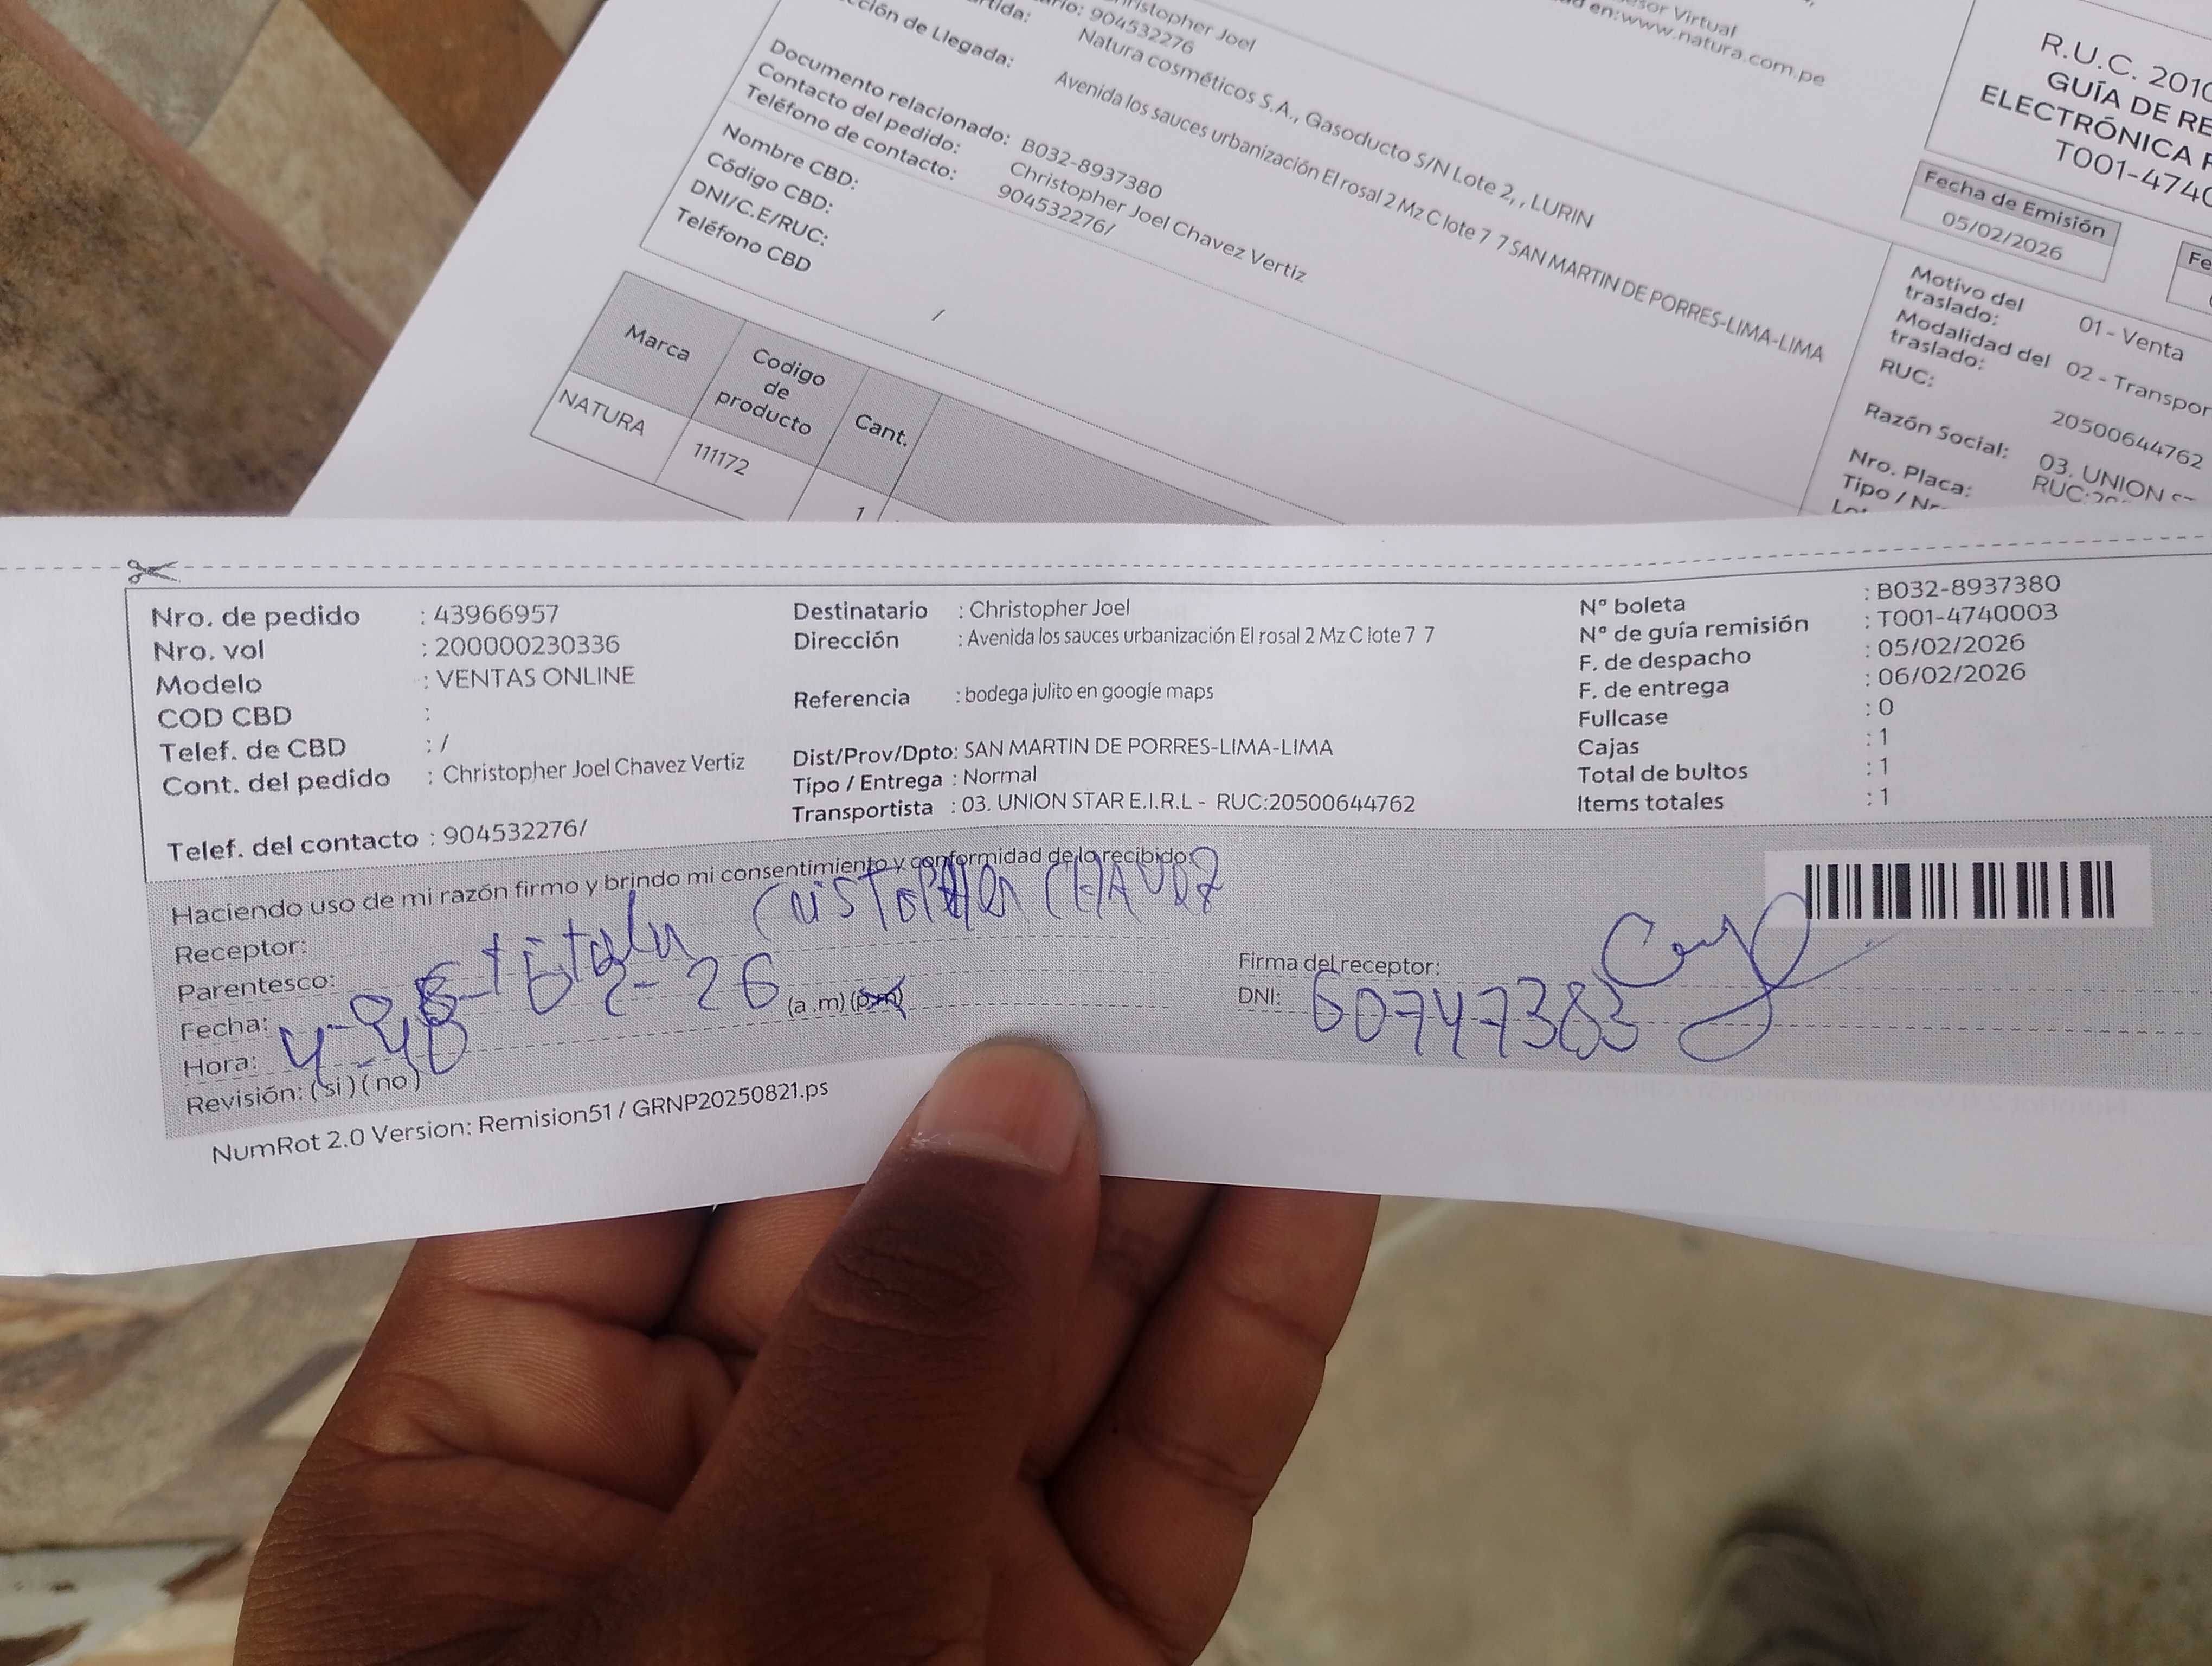 ristopher Joel
904532276
Natura cosméticos S.A., Gasoducto S/N Lote 2, , LURIN
cción de Llegada: Avenida los sauces urbanización El rosal 2 Mz C lote 7 7 SAN MARTIN DE PORRES-LIMA-LIMA
Documento relacionado: B032-8937380
Contacto del pedido: Christopher Joel Chavez Vertiz
Teléfono de contacto: 904532276/
Nombre CBD:
Código CBD:
DNI/C.E/RUC:
Teléfono CBD /
Marca Codigo de producto Cant.
NATURA 111172 1
sor Virtual
en:www.natura.com.pe
R.U.C. 2010
GUÍA DE RE
ELECTRÓNICA R
T001-4740
Fecha de Emisión
05/02/2026
Fe
Motivo del traslado: 01 - Venta
Modalidad del traslado: 02 - Transpor
RUC: 20500644762
Razón Social: 03. UNION
Nro. Placa:
Tipo /
Nro. de pedido : 43966957
Nro. vol : 200000230336
Modelo : VENTAS ONLINE
COD CBD :
Telef. de CBD : /
Cont. del pedido : Christopher Joel Chavez Vertiz
Telef. del contacto : 904532276/
Destinatario : Christopher Joel
Dirección : Avenida los sauces urbanización El rosal 2 Mz C lote 7 7
Referencia : bodega julito en google maps
Dist/Prov/Dpto: SAN MARTIN DE PORRES-LIMA-LIMA
Tipo / Entrega : Normal
Transportista : 03. UNION STAR E.I.R.L - RUC:20500644762
N° boleta : B032-8937380
N° de guía remisión : T001-4740003
F. de despacho : 05/02/2026
F. de entrega : 06/02/2026
Fullcase : 0
Cajas : 1
Total de bultos : 1
Items totales : 1
Haciendo uso de mi razón firmo y brindo mi consentimiento y conformidad de lo recibido:
Receptor: CHAVEZ
Parentesco:
Fecha: 26
Hora: 4-40 (a.m) (p.m)
Revisión: (si) (no)
Firma del receptor:
DNI: 60747383
NumRot 2.0 Version: Remision51 / GRNP20250821.ps